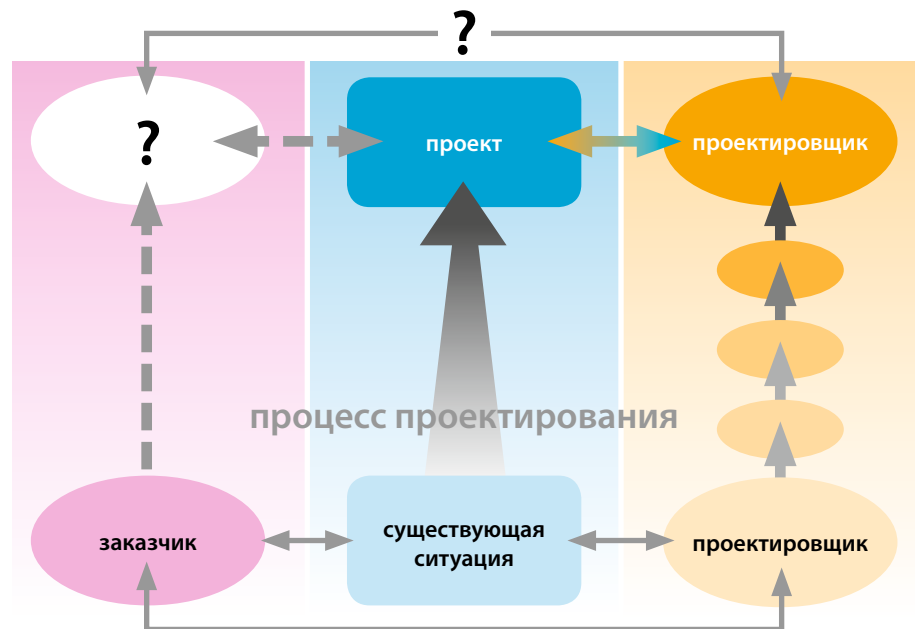 ?
?
проект
проектировщик
процесс проектирования
заказчик
существующая
ситуация
проектировщик